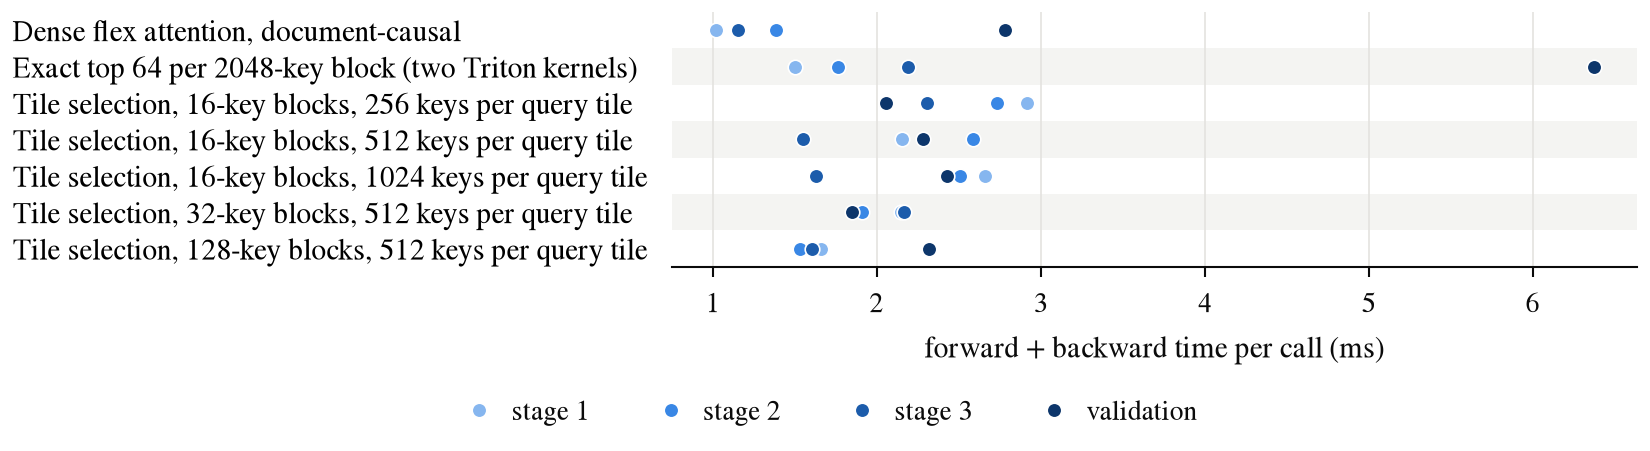 Dense flex attention, document-causal
Exact top 64 per 2048-key block (two Triton kernels)
Tile selection, 16-key blocks, 256 keys per query tile
Tile selection, 16-key blocks, 512 keys per query tile
Tile selection, 16-key blocks, 1024 keys per query tile
Tile selection, 32-key blocks, 512 keys per query tile
Tile selection, 128-key blocks, 512 keys per query tile
1 2 3 4 5 6
forward + backward time per call (ms)
stage 1 stage 2 stage 3 validation